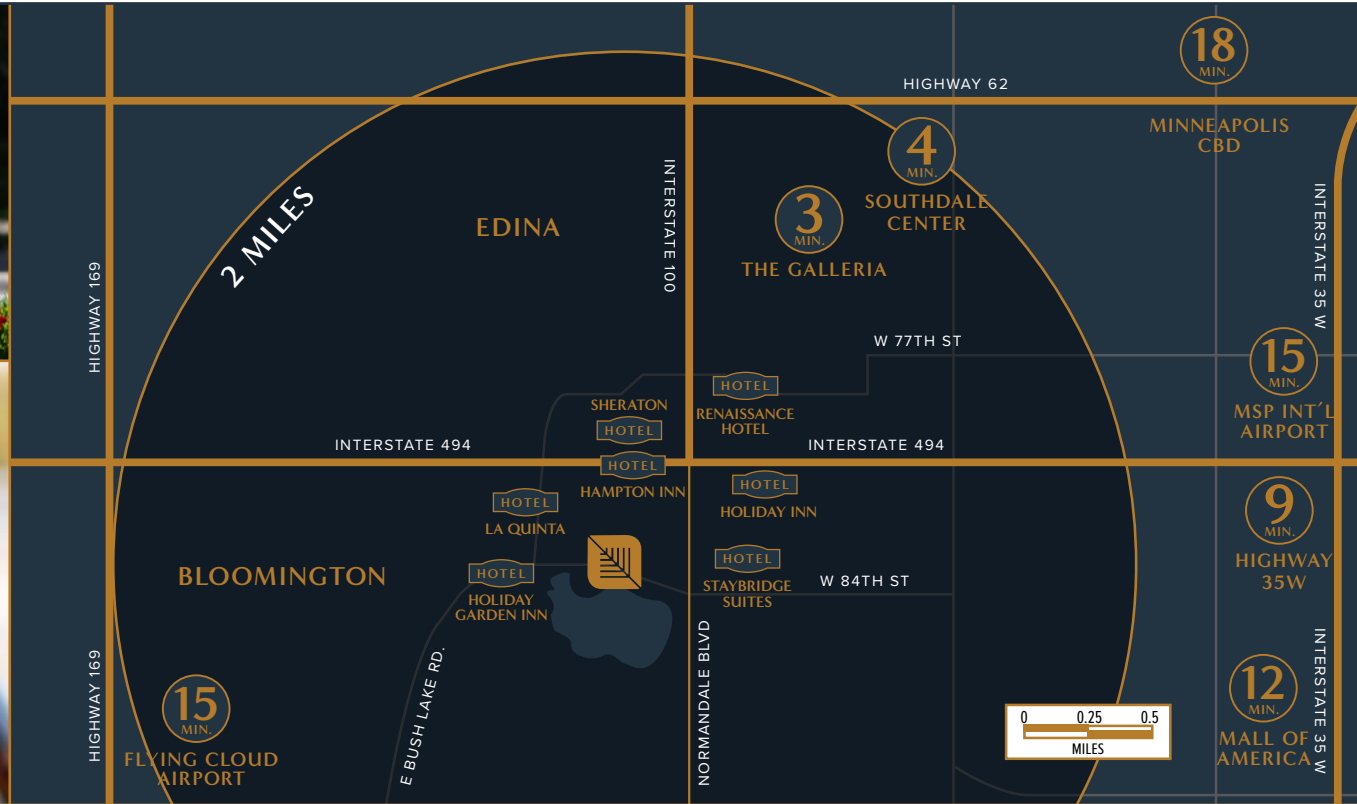 18
MIN.
MINNEAPOLIS
CBD
HIGHWAY 62
4
MIN.
SOUTHDALE
CENTER
3
MIN.
THE GALLERIA
EDINA
2 MILES
INTERSTATE 100
HIGHWAY 169
INTERSTATE 35 W
W 77TH ST
15
MIN.
MSP INT'L
AIRPORT
SHERATON
HOTEL
HOTEL
RENAISSANCE
HOTEL
INTERSTATE 494
INTERSTATE 494
HOTEL
HAMPTON INN
HOTEL
HOLIDAY INN
HOTEL
LA QUINTA
9
MIN.
HIGHWAY
35W
BLOOMINGTON
HOTEL
HOLIDAY
GARDEN INN
HOTEL
STAYBRIDGE
SUITES
W 84TH ST
HIGHWAY 169
E BUSH LAKE RD.
NORMANDALE BLVD
INTERSTATE 35 W
15
MIN.
FLYING CLOUD
AIRPORT
12
MIN.
MALL OF
AMERICA
0 0.25 0.5
MILES